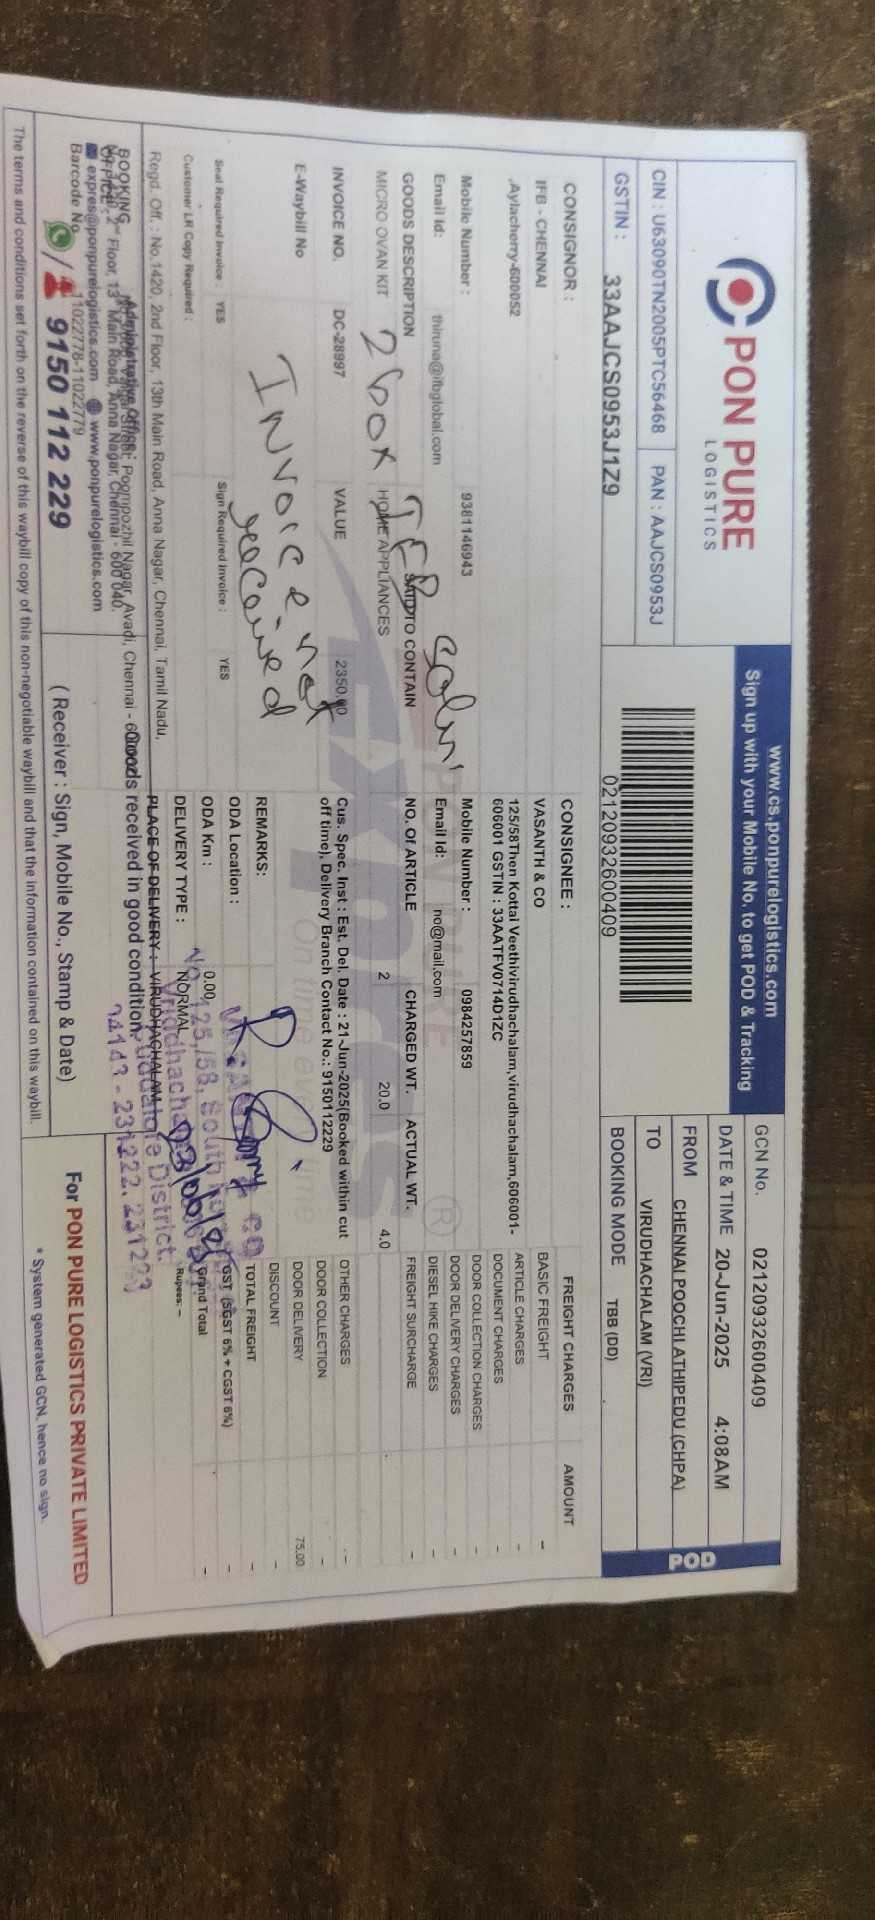 PON PURE
LOGISTICS
www.cs.ponpurelogistics.com
Sign up with your Mobile No. to get POD & Tracking
CIN : U63090TN2005PTC56468 PAN : AAJCS0953J
GSTIN : 33AAJCS0953J1Z9
02120932600409
GCN No. 02120932600409
DATE & TIME 20-Jun-2025 4:08AM
FROM CHENNAI POOCHI ATHIPEDU (CHPA)
TO VIRUDHACHALAM (VRI)
BOOKING MODE TBB (DD)
POD
CONSIGNOR :
IFB - CHENNAI
,Aylacherry-600052
Mobile Number : 9381146943
Email Id: thiruna@ifbglobal.com
CONSIGNEE :
VASANTH & CO
125/58Then Kottai Veethivirudhachalam,virudhachalam,606001-
606001 GSTIN : 33AATFV0714D1ZC
Mobile Number : 0984257859
Email Id: no@mail.com
GOODS DESCRIPTION SAID TO CONTAIN NO. Of ARTICLE CHARGED WT. ACTUAL WT.
MICRO OVAN KIT HOME APPLIANCES 2 20.0 4.0
2 box
INVOICE NO. DC-28997 VALUE 2350.00
E-Waybill No
Invoice not
received
Seal Required Invoice : YES Sign Required Invoice : YES
Customer LR Copy Required :
Cus. Spec. Inst : Est. Del. Date : 21-Jun-2025(Booked within cut
off time), Delivery Branch Contact No.: 9150112229
REMARKS:
ODA Location :
ODA Km : 0.00
DELIVERY TYPE : NORMAL
PLACE OF DELIVERY : VIRUDHACHALAM
FREIGHT CHARGES AMOUNT
BASIC FREIGHT –
ARTICLE CHARGES –
DOCUMENT CHARGES –
DOOR COLLECTION CHARGES –
DOOR DELIVERY CHARGES –
DIESEL HIKE CHARGES –
FREIGHT SURCHARGE –
OTHER CHARGES –
DOOR COLLECTION –
DOOR DELIVERY 75.00
DISCOUNT –
TOTAL FREIGHT –
GST (SGST 6% + CGST 6%) –
Grand Total –
Rupees: –
Regd. Off. : No.1420, 2nd Floor, 13th Main Road, Anna Nagar, Chennai, Tamil Nadu,
BOOKING
Administrative Office :
2nd Floor, 13th Main Road, Anna Nagar, Chennai - 600 040.
Poompozhil Nagar, Avadi, Chennai -
expres@ponpurelogistics.com www.ponpurelogistics.com
Barcode No. 11022778-11022779
9150 112 229
Goods received in good condition
( Receiver : Sign, Mobile No., Stamp & Date)
No. 125/58, South
District.
04143 - 231222, 231223
For PON PURE LOGISTICS PRIVATE LIMITED
* System generated GCN, hence no sign.
The terms and conditions set forth on the reverse of this waybill copy of this non-negotiable waybill and that the information contained on this waybill.